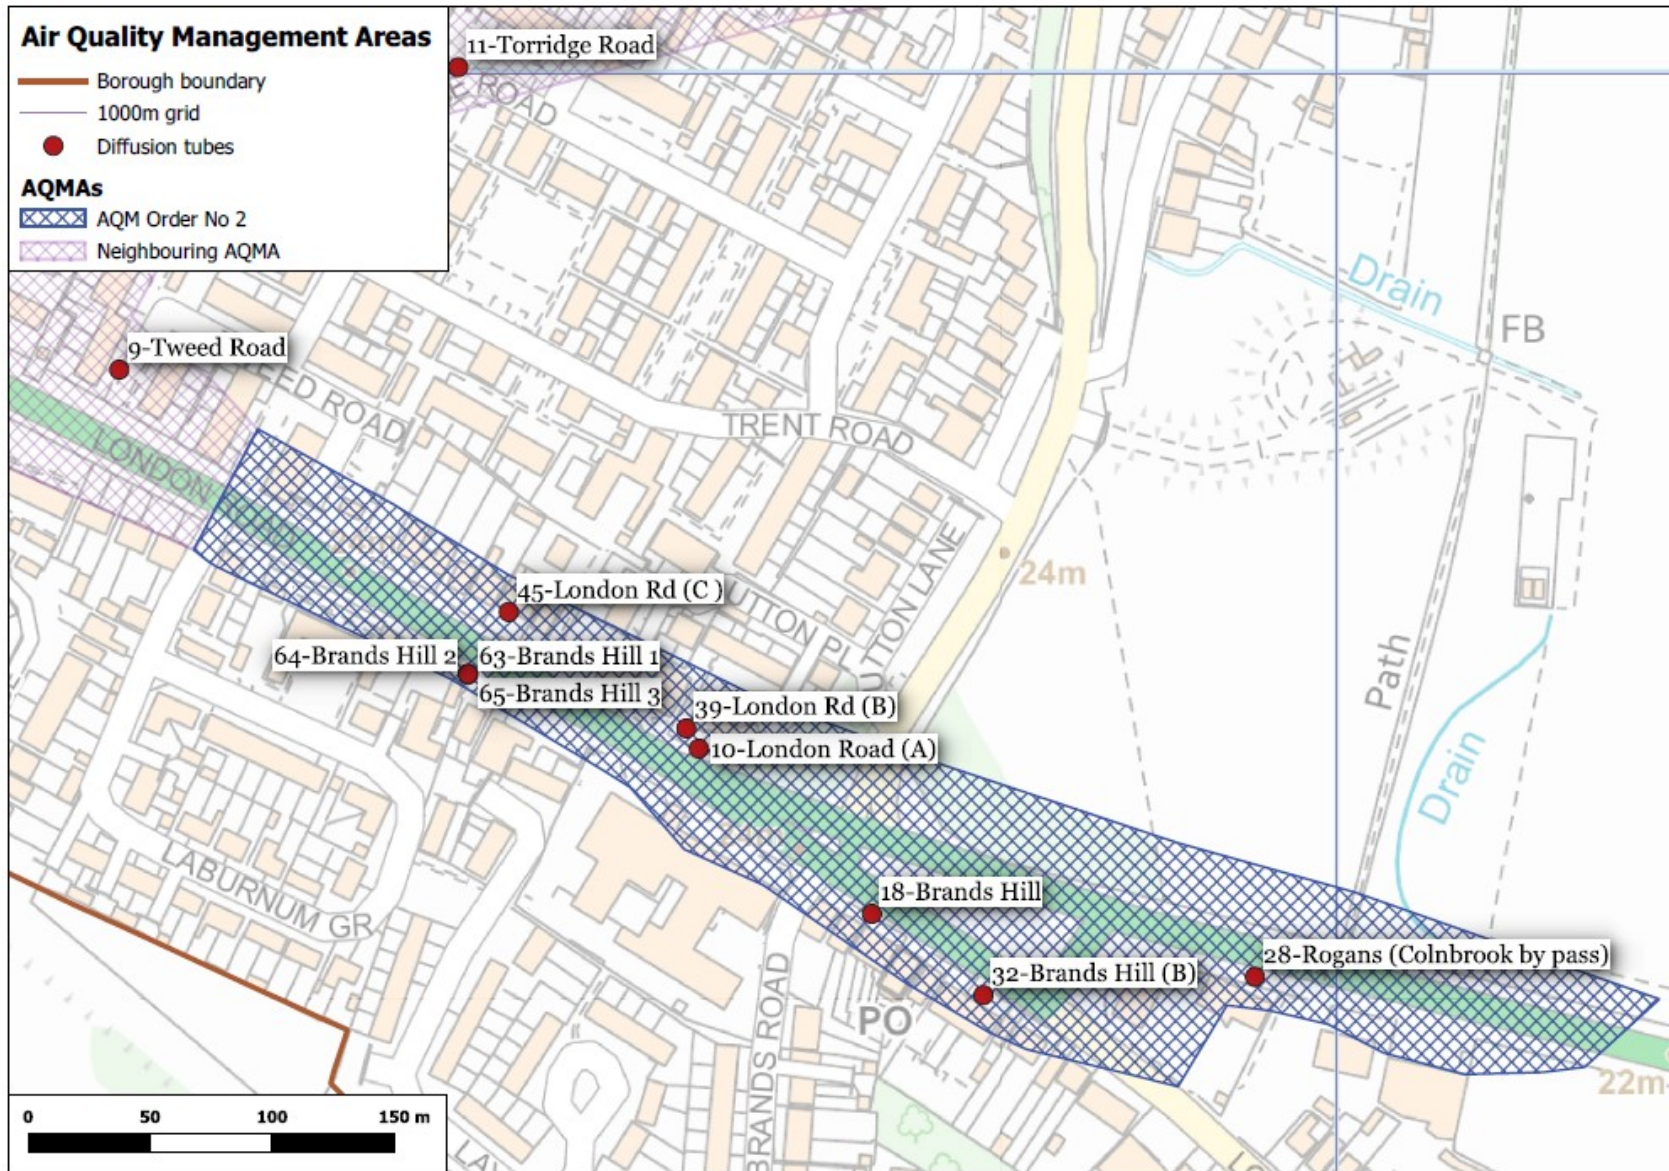 Air Quality Management Areas
Borough boundary
1000m grid
Diffusion tubes
AQMAs
AQM Order No 2
Neighbouring AQMA
11-Torridge Road
ROAD
Drain
FB
9-Tweed Road
ROAD
TRENT ROAD
LONDON
24m
45-London Rd (C )
SUTTON LANE
64-Brands Hill 2
63-Brands Hill 1
65-Brands Hill 3
Path
39-London Rd (B)
10-London Road (A)
Drain
LABURNUM GR
18-Brands Hill
28-Rogans (Colnbrook by pass)
32-Brands Hill (B)
PO
BRANDS ROAD
22m
0 50 100 150 m